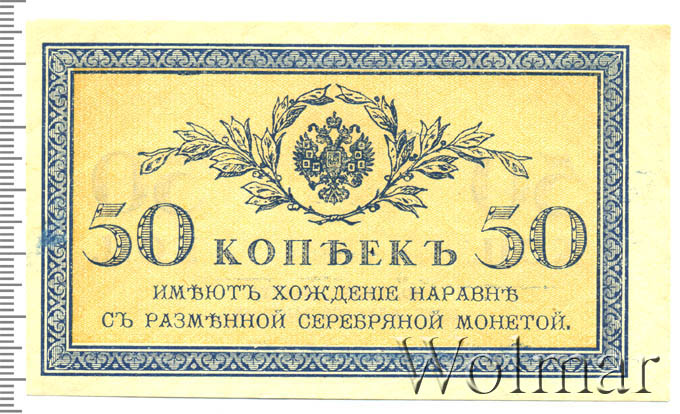 50 КОПѢЕКЪ 50
ИМѢЮТЪ ХОЖДЕНІЕ НАРАВНѢ
СЪ РАЗМѢННОЙ СЕРЕБРЯНОЙ МОНЕТОЙ.
Wolmar